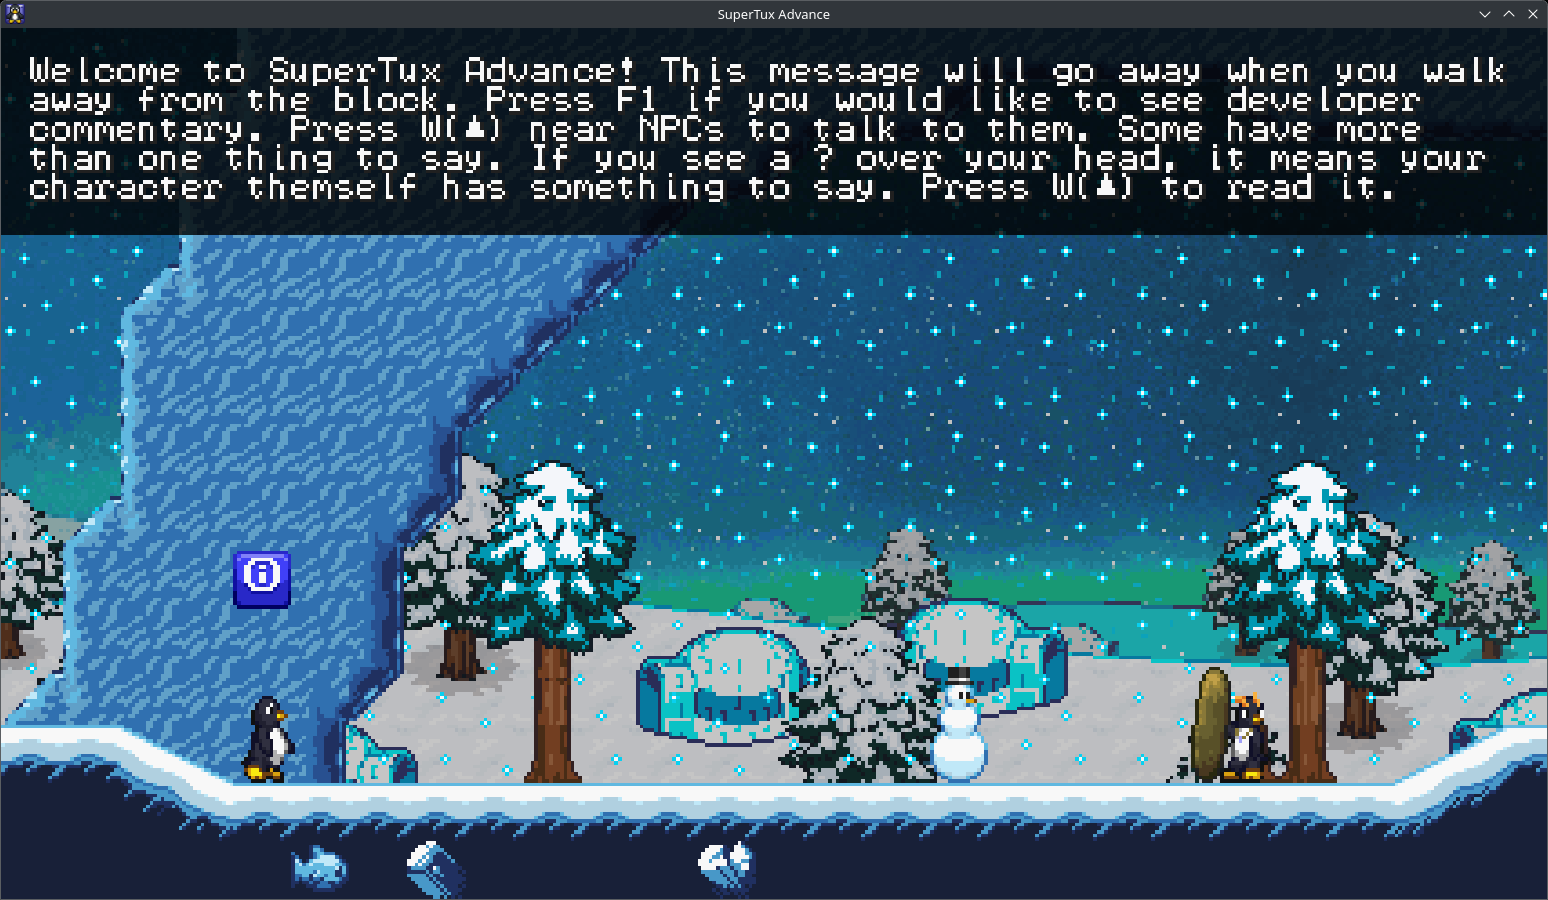 SuperTux Advance
Welcome to SuperTux Advance! This message will go away when you walk
away from the block. Press F1 if you would like to see developer
commentary. Press W(▲) near NPCs to talk to them. Some have more
than one thing to say. If you see a ? over your head, it means your
character themself has something to say. Press W(▲) to read it.
i